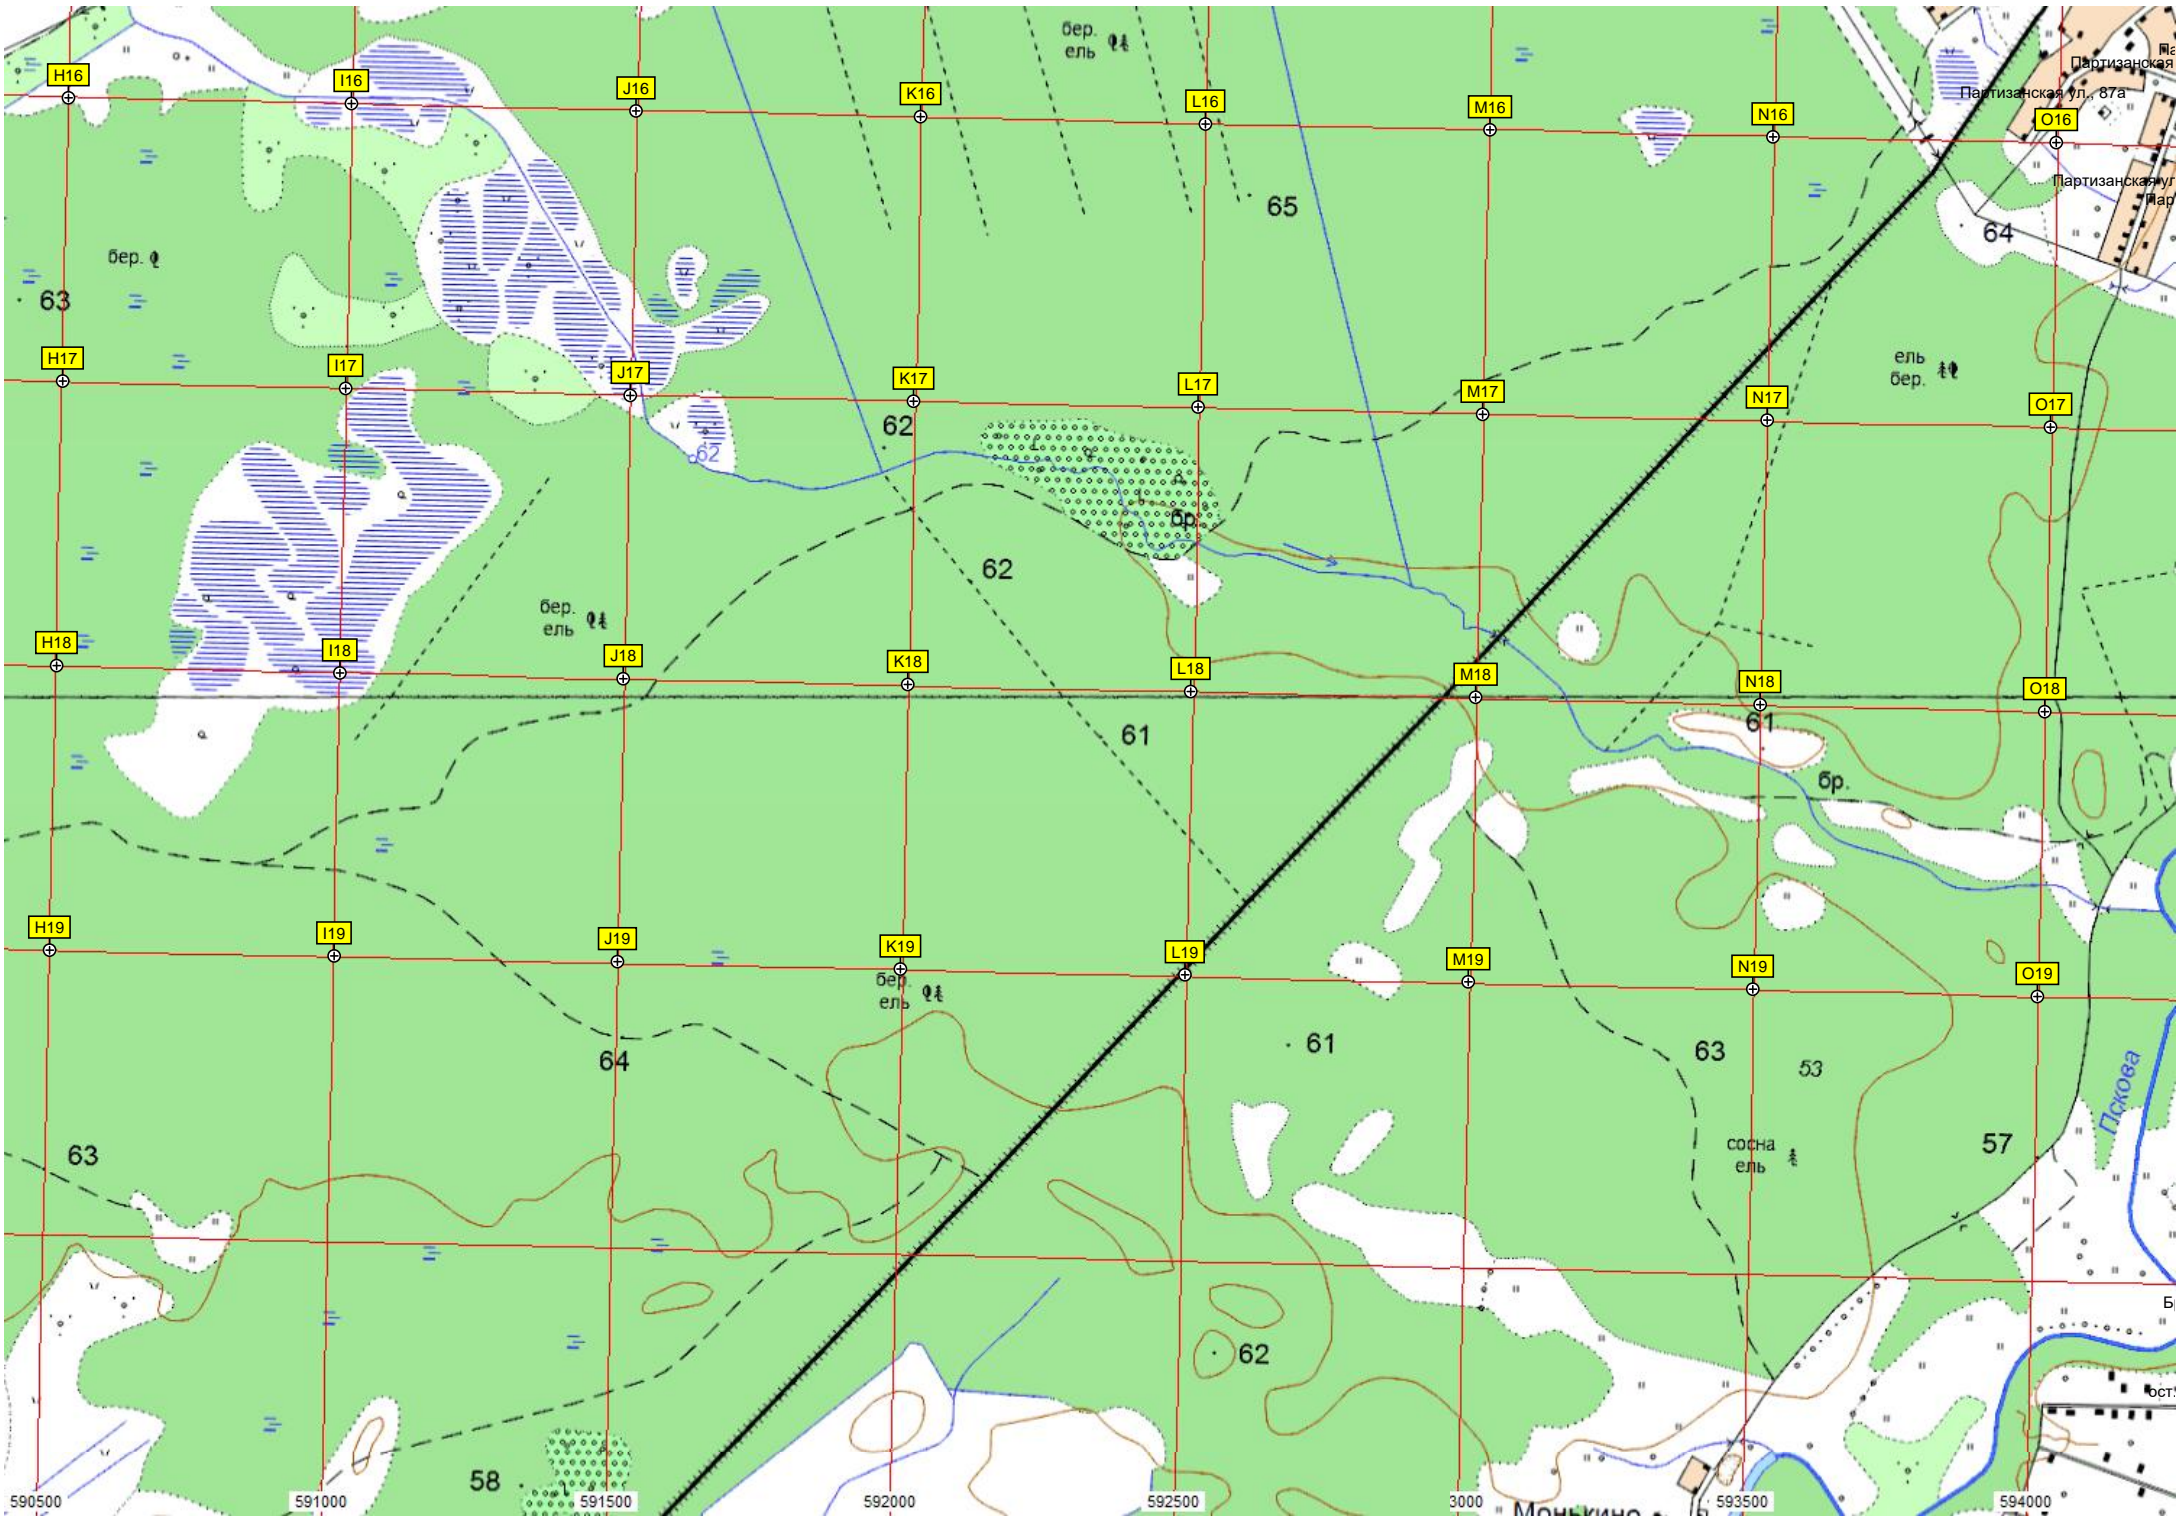 бер.
ель
Па
Партизанская
Партизанская ул., 87а
H16
I16
J16
K16
L16
M16
N16
O16
Партизанская ул
Пар
65
64
бер.
63
H17
I17
J17
K17
L17
M17
N17
O17
ель
бер.
62
62
бр.
62
бер.
ель
H18
I18
J18
K18
L18
M18
N18
O18
61
61
бр.
H19
I19
J19
K19
L19
M19
N19
O19
бер.
ель
64
61
63
53
Пскова
63
сосна
ель
57
Б
62
ост.
58
590500
591000
591500
592000
592500
3000
593500
594000
Монькино